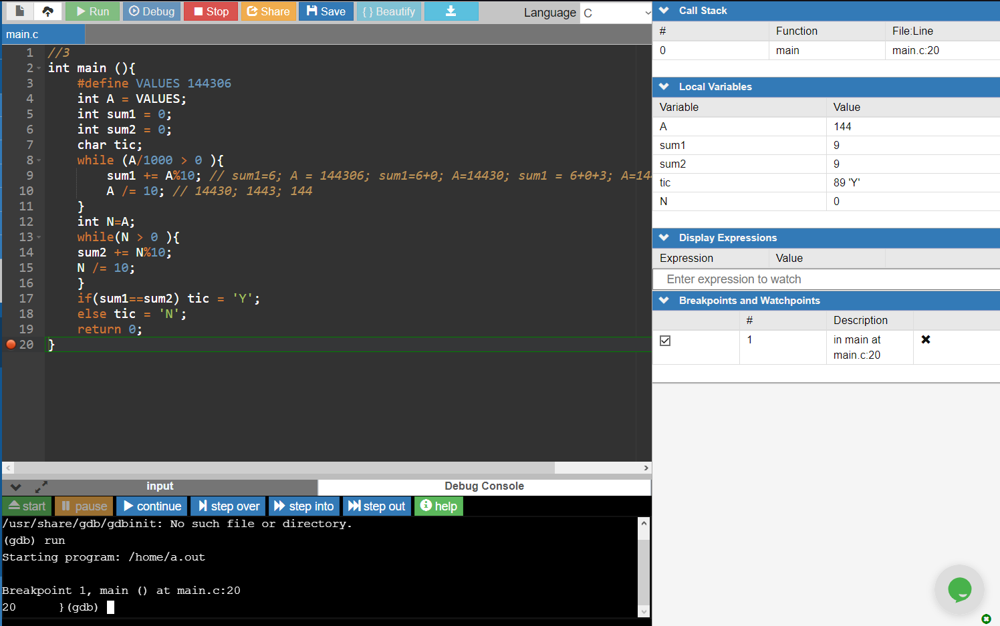 Run Debug Stop Share Save { } Beautify Language C
main.c
1 //3
2 int main (){
3 #define VALUES 144306
4 int A = VALUES;
5 int sum1 = 0;
6 int sum2 = 0;
7 char tic;
8 while (A/1000 > 0 ){
9 sum1 += A%10; // sum1=6; A = 144306; sum1=6+0; A=14430; sum1 = 6+0+3; A=144
10 A /= 10; // 14430; 1443; 144
11 }
12 int N=A;
13 while(N > 0 ){
14 sum2 += N%10;
15 N /= 10;
16 }
17 if(sum1==sum2) tic = 'Y';
18 else tic = 'N';
19 return 0;
20 }
input Debug Console
start pause continue step over step into step out help
/usr/share/gdb/gdbinit: No such file or directory.
(gdb) run
Starting program: /home/a.out
Breakpoint 1, main () at main.c:20
20 }(gdb)
Call Stack
# Function File:Line
0 main main.c:20
Local Variables
Variable Value
A 144
sum1 9
sum2 9
tic 89 'Y'
N 0
Display Expressions
Expression Value
Enter expression to watch
Breakpoints and Watchpoints
# Description
1 in main at
main.c:20